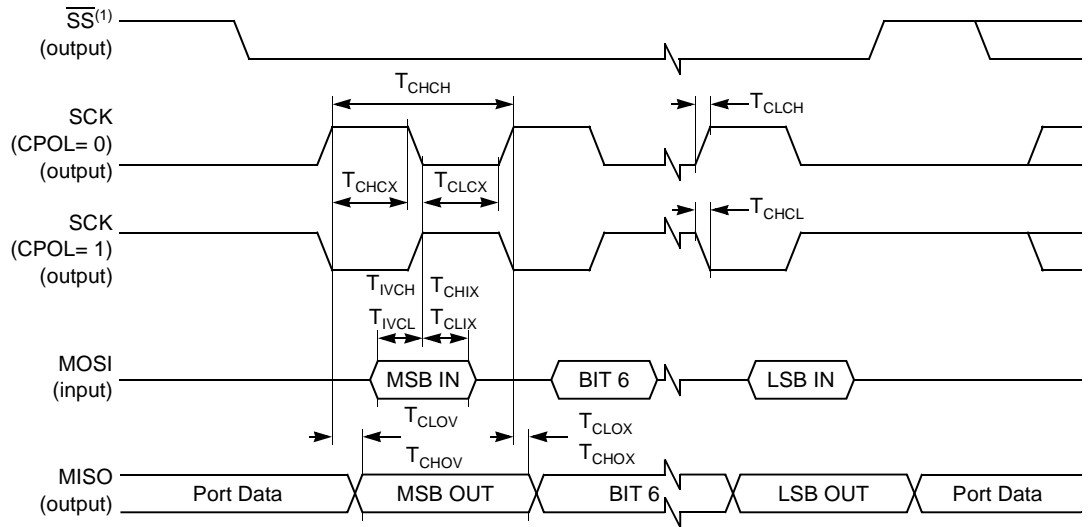 SS(1)
(output)
TCHCH
TCLCH
SCK
(CPOL= 0)
(output)
TCHCX
TCLCX
TCHCL
SCK
(CPOL= 1)
(output)
TIVCH
TCHIX
TIVCL
TCLIX
MOSI
(input)
MSB IN
BIT 6
LSB IN
TCLOV
TCLOX
TCHOV
TCHOX
MISO
(output)
Port Data
MSB OUT
BIT 6
LSB OUT
Port Data